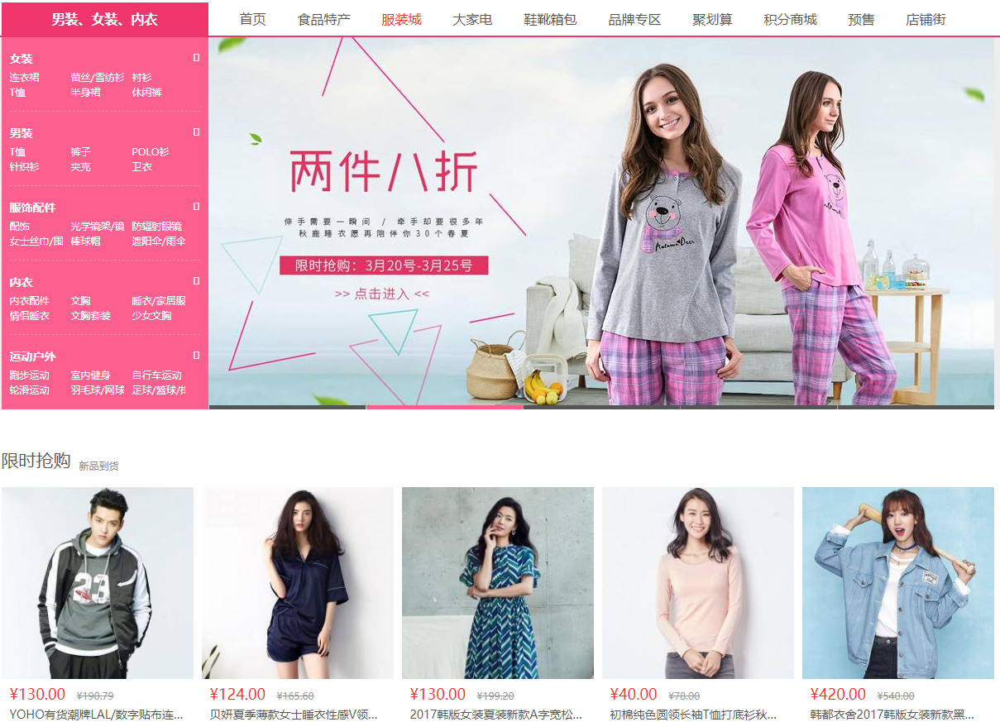 男装、女装、内衣
首页 食品特产 服装城 大家电 鞋靴箱包 品牌专区 聚划算 积分商城 预售 店铺街
女装
连衣裙 蕾丝/雪纺衫 衬衫
T恤 半身裙 休闲裤
男装
T恤 裤子 POLO衫
针织衫 夹克 卫衣
服饰配件
配饰 光学镜架/镜 防辐射眼镜
女士丝巾/围 棒球帽 遮阳伞/雨伞
内衣
内衣配件 文胸 睡衣/家居服
情侣睡衣 文胸套装 少女文胸
运动户外
跑步运动 室内健身 自行车运动
轮滑运动 羽毛球/网球 足球/篮球/排
两件八折
伸手需要一瞬间 / 牵手却要很多年
秋鹿睡衣愿再陪伴你30个春夏
限时抢购：3月20号-3月25号
>> 点击进入 <<
Autumn Deer
限时抢购 新品到货
23
¥130.00 ¥190.79
YOHO有货潮牌LAL/数字贴布连...
¥124.00 ¥165.60
贝妍夏季薄款女士睡衣性感V领...
¥130.00 ¥199.20
2017韩版女装夏装新款A字宽松...
¥40.00 ¥78.00
初棉纯色圆领长袖T恤打底衫秋...
¥420.00 ¥540.00
韩都衣舍2017韩版女装新款黑...